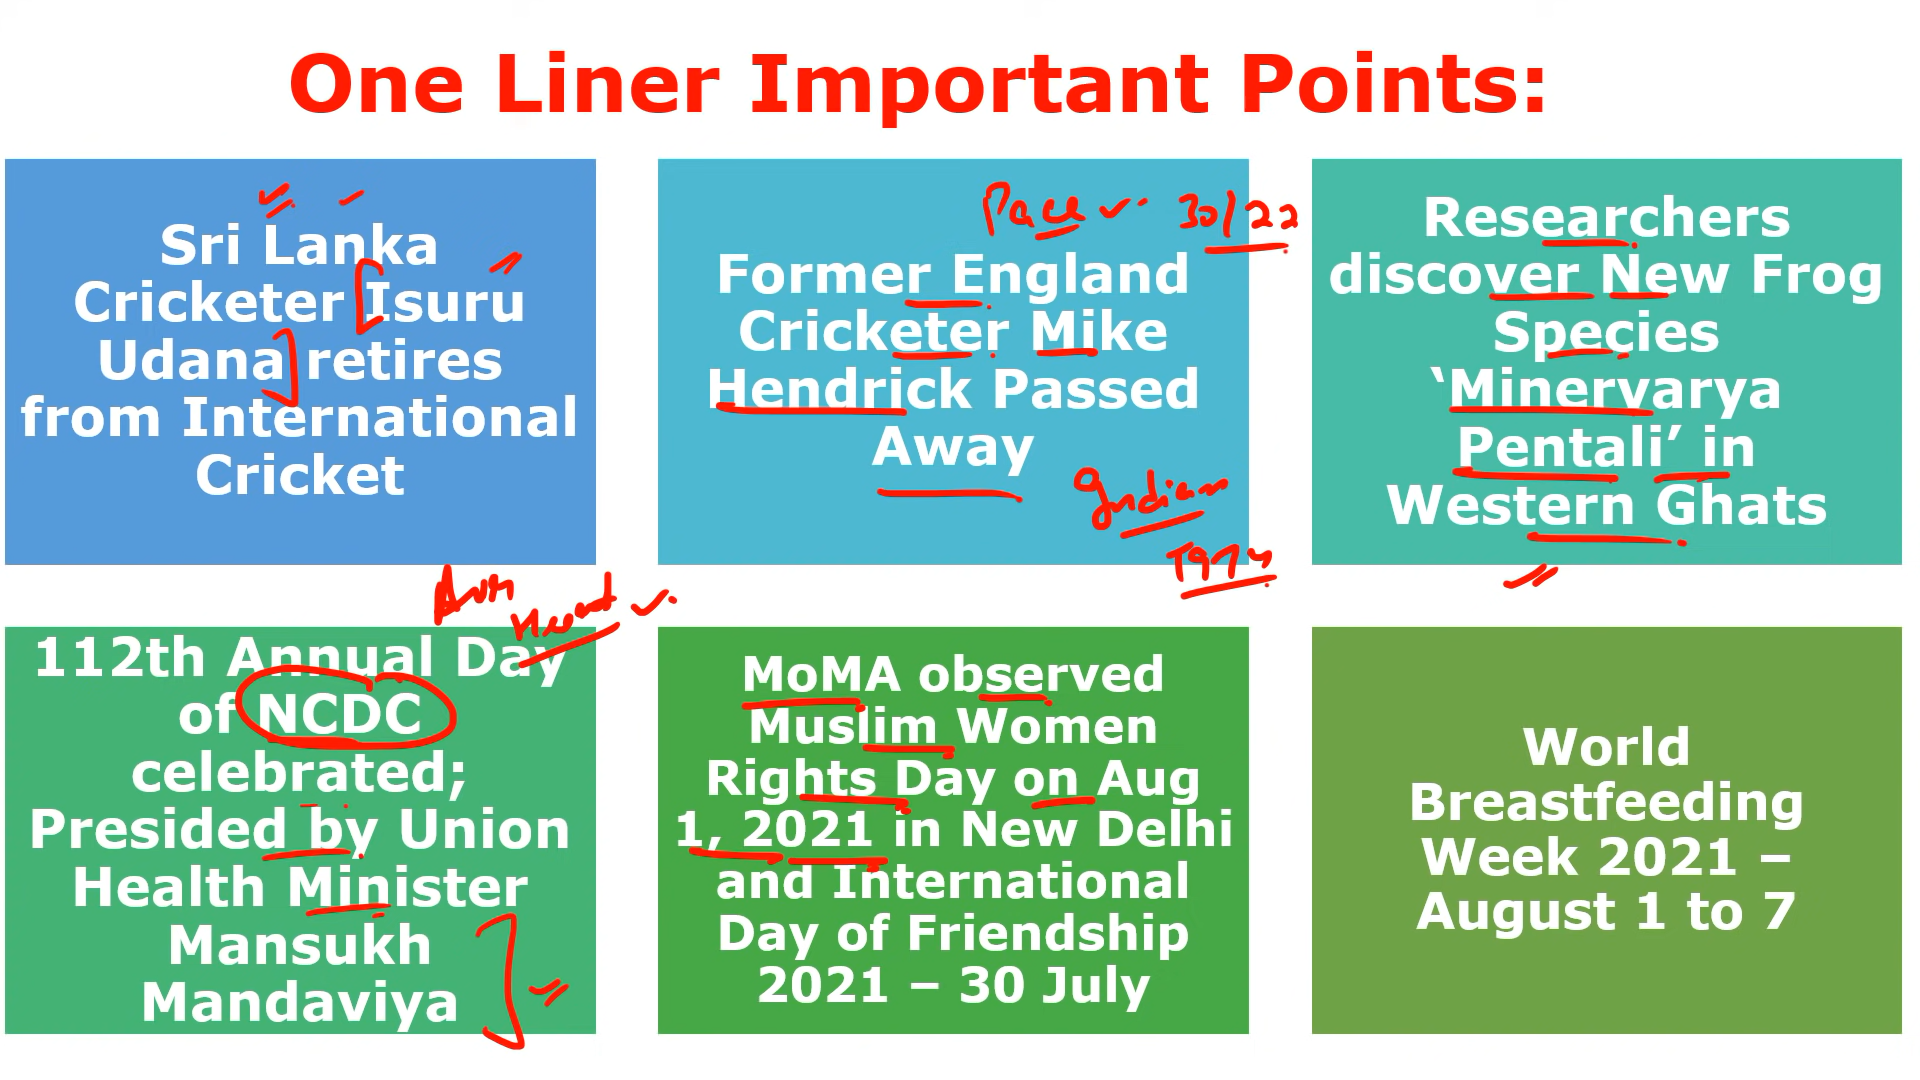 One Liner Important Points:
Sri Lanka
Cricketer Isuru
Udana retires
from International
Cricket
Pace 30/22
Former England
Cricketer Mike
Hendrick Passed
Away
Indian
Researchers
discover New Frog
Species
‘Minervarya
Pentali’ in
Western Ghats
112th Annual Day
of NCDC
celebrated;
Presided by Union
Health Minister
Mansukh
Mandaviya
MoMA observed
Muslim Women
Rights Day on Aug
1, 2021 in New Delhi
and International
Day of Friendship
2021 – 30 July
World
Breastfeeding
Week 2021 –
August 1 to 7